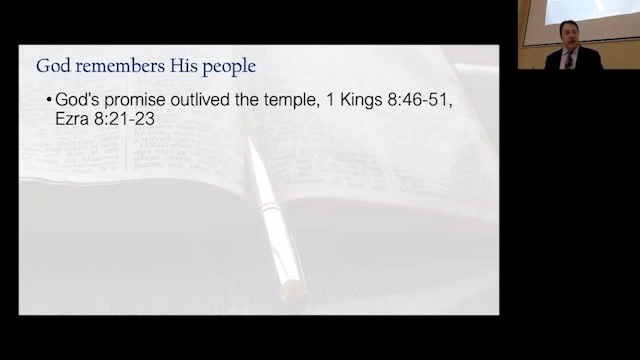 God remembers His people
•God's promise outlived the temple, 1 Kings 8:46-51,
Ezra 8:21-23